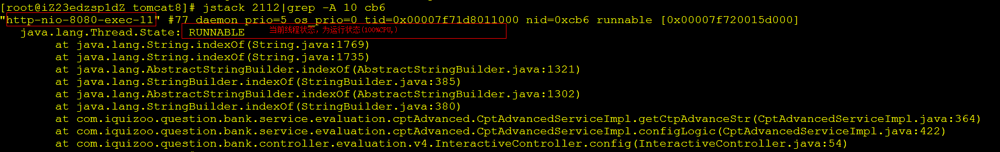 [root@iZ23edzspldZ tomcat8]# jstack 2112|grep -A 10 cb6
"http-nio-8080-exec-11" #77 daemon prio=5 os_prio=0 tid=0x00007f71d8011000 nid=0xcb6 runnable [0x00007f720015d000]
java.lang.Thread.State: RUNNABLE 当前线程状态，为运行状态(100%CPU,)
at java.lang.String.indexOf(String.java:1769)
at java.lang.String.indexOf(String.java:1735)
at java.lang.AbstractStringBuilder.indexOf(AbstractStringBuilder.java:1321)
at java.lang.StringBuilder.indexOf(StringBuilder.java:385)
at java.lang.AbstractStringBuilder.indexOf(AbstractStringBuilder.java:1302)
at java.lang.StringBuilder.indexOf(StringBuilder.java:380)
at com.iquizoo.question.bank.service.evaluation.cptAdvanced.CptAdvancedServiceImpl.getCtpAdvanceStr(CptAdvancedServiceImpl.java:364)
at com.iquizoo.question.bank.service.evaluation.cptAdvanced.CptAdvancedServiceImpl.configLogic(CptAdvancedServiceImpl.java:422)
at com.iquizoo.question.bank.controller.evaluation.v4.InteractiveController.config(InteractiveController.java:54)